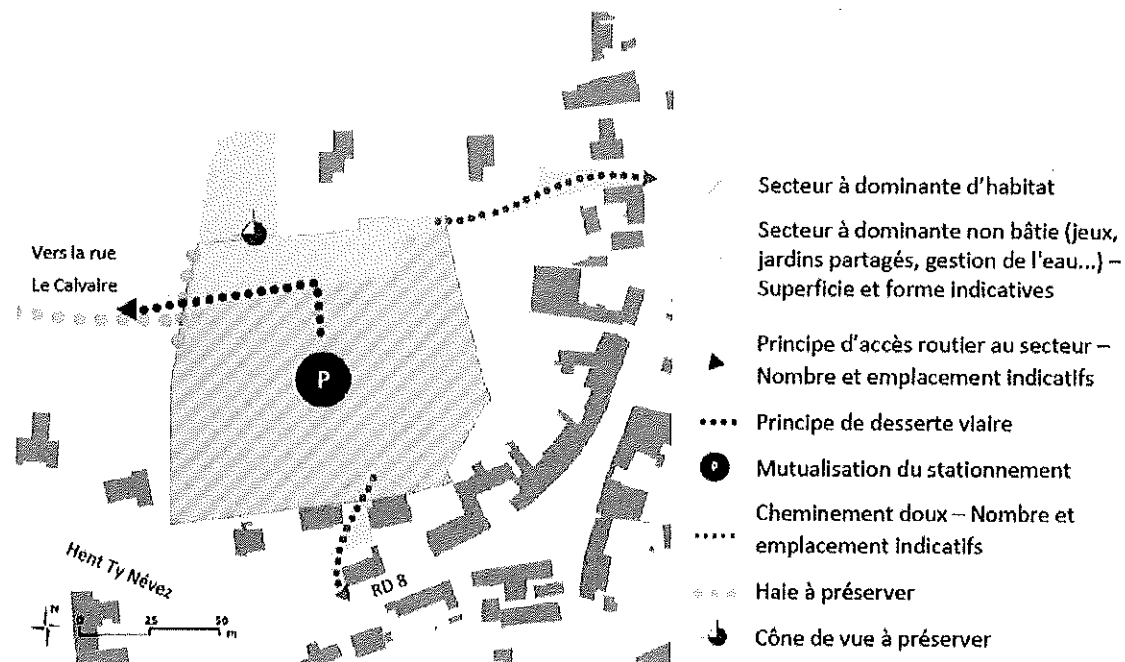 Vers la rue
Le Calvaire
P
Hent Ty Névez
RD 8
N
0 25 50
m
Secteur à dominante d'habitat
Secteur à dominante non bâtie (jeux,
jardins partagés, gestion de l'eau...) –
Superficie et forme indicatives
Principe d'accès routier au secteur –
Nombre et emplacement indicatifs
Principe de desserte viaire
P
Mutualisation du stationnement
Cheminement doux – Nombre et
emplacement indicatifs
Haie à préserver
Cône de vue à préserver